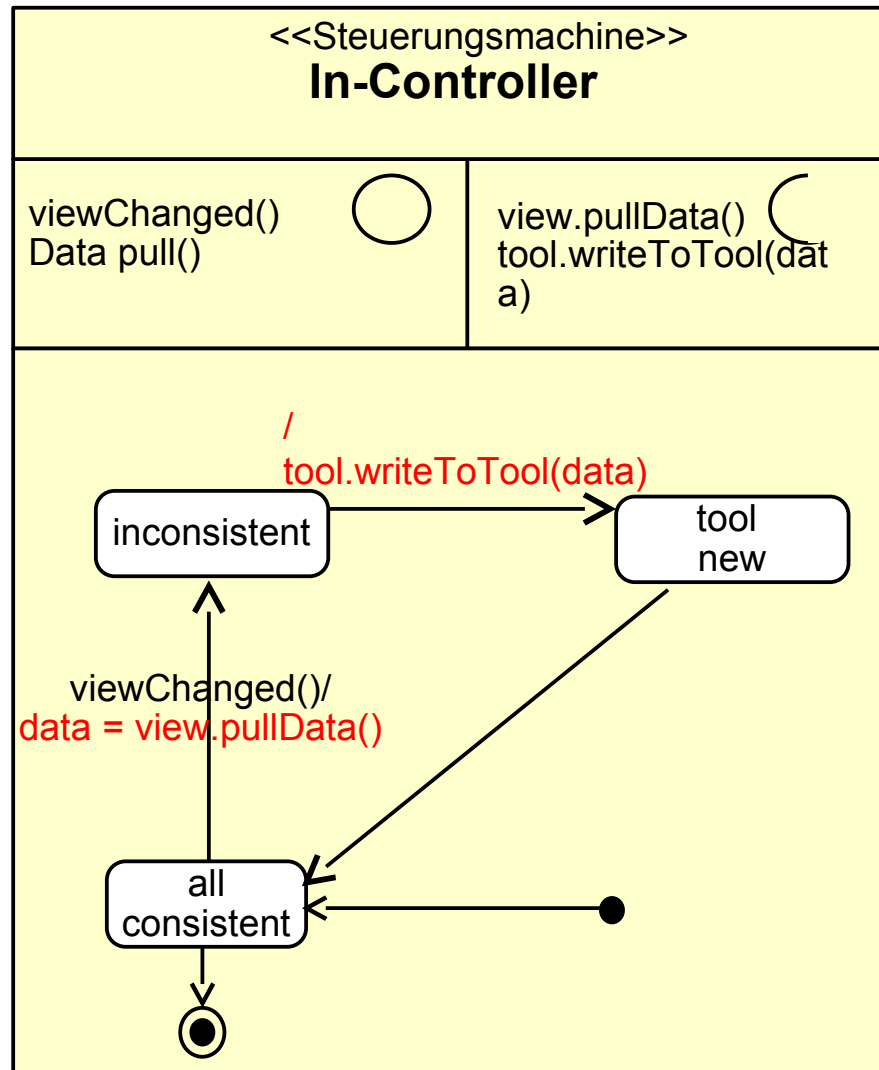 <<Steuerungsmachine>>
In-Controller
viewChanged()
Data pull()
view.pullData()
tool.writeToTool(dat
a)
/
tool.writeToTool(data)
inconsistent
tool
new
viewChanged()/
data = view.pullData()
all
consistent